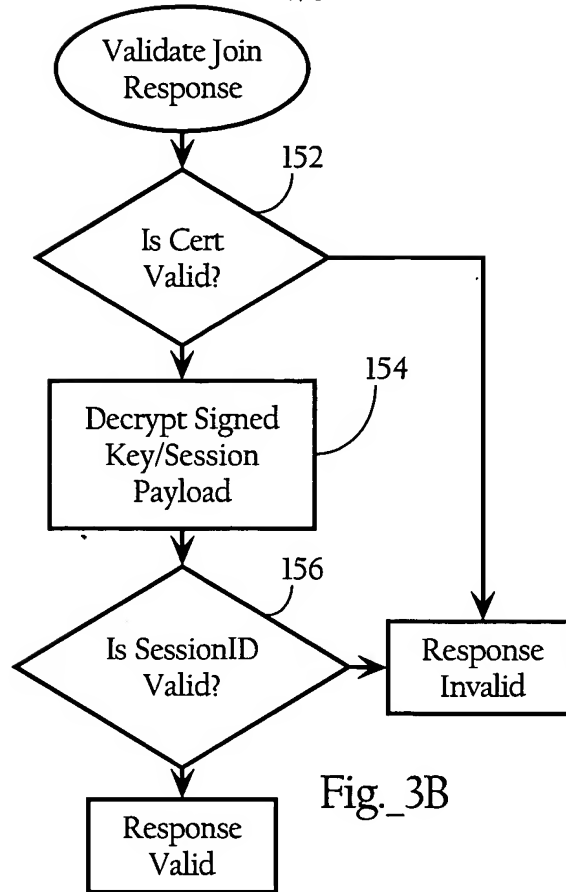 Validate Join
Response
152
Is Cert
Valid?
154
Decrypt Signed
Key/Session
Payload
156
Is SessionID
Valid?
Response
Invalid
Fig._3B
Response
Valid